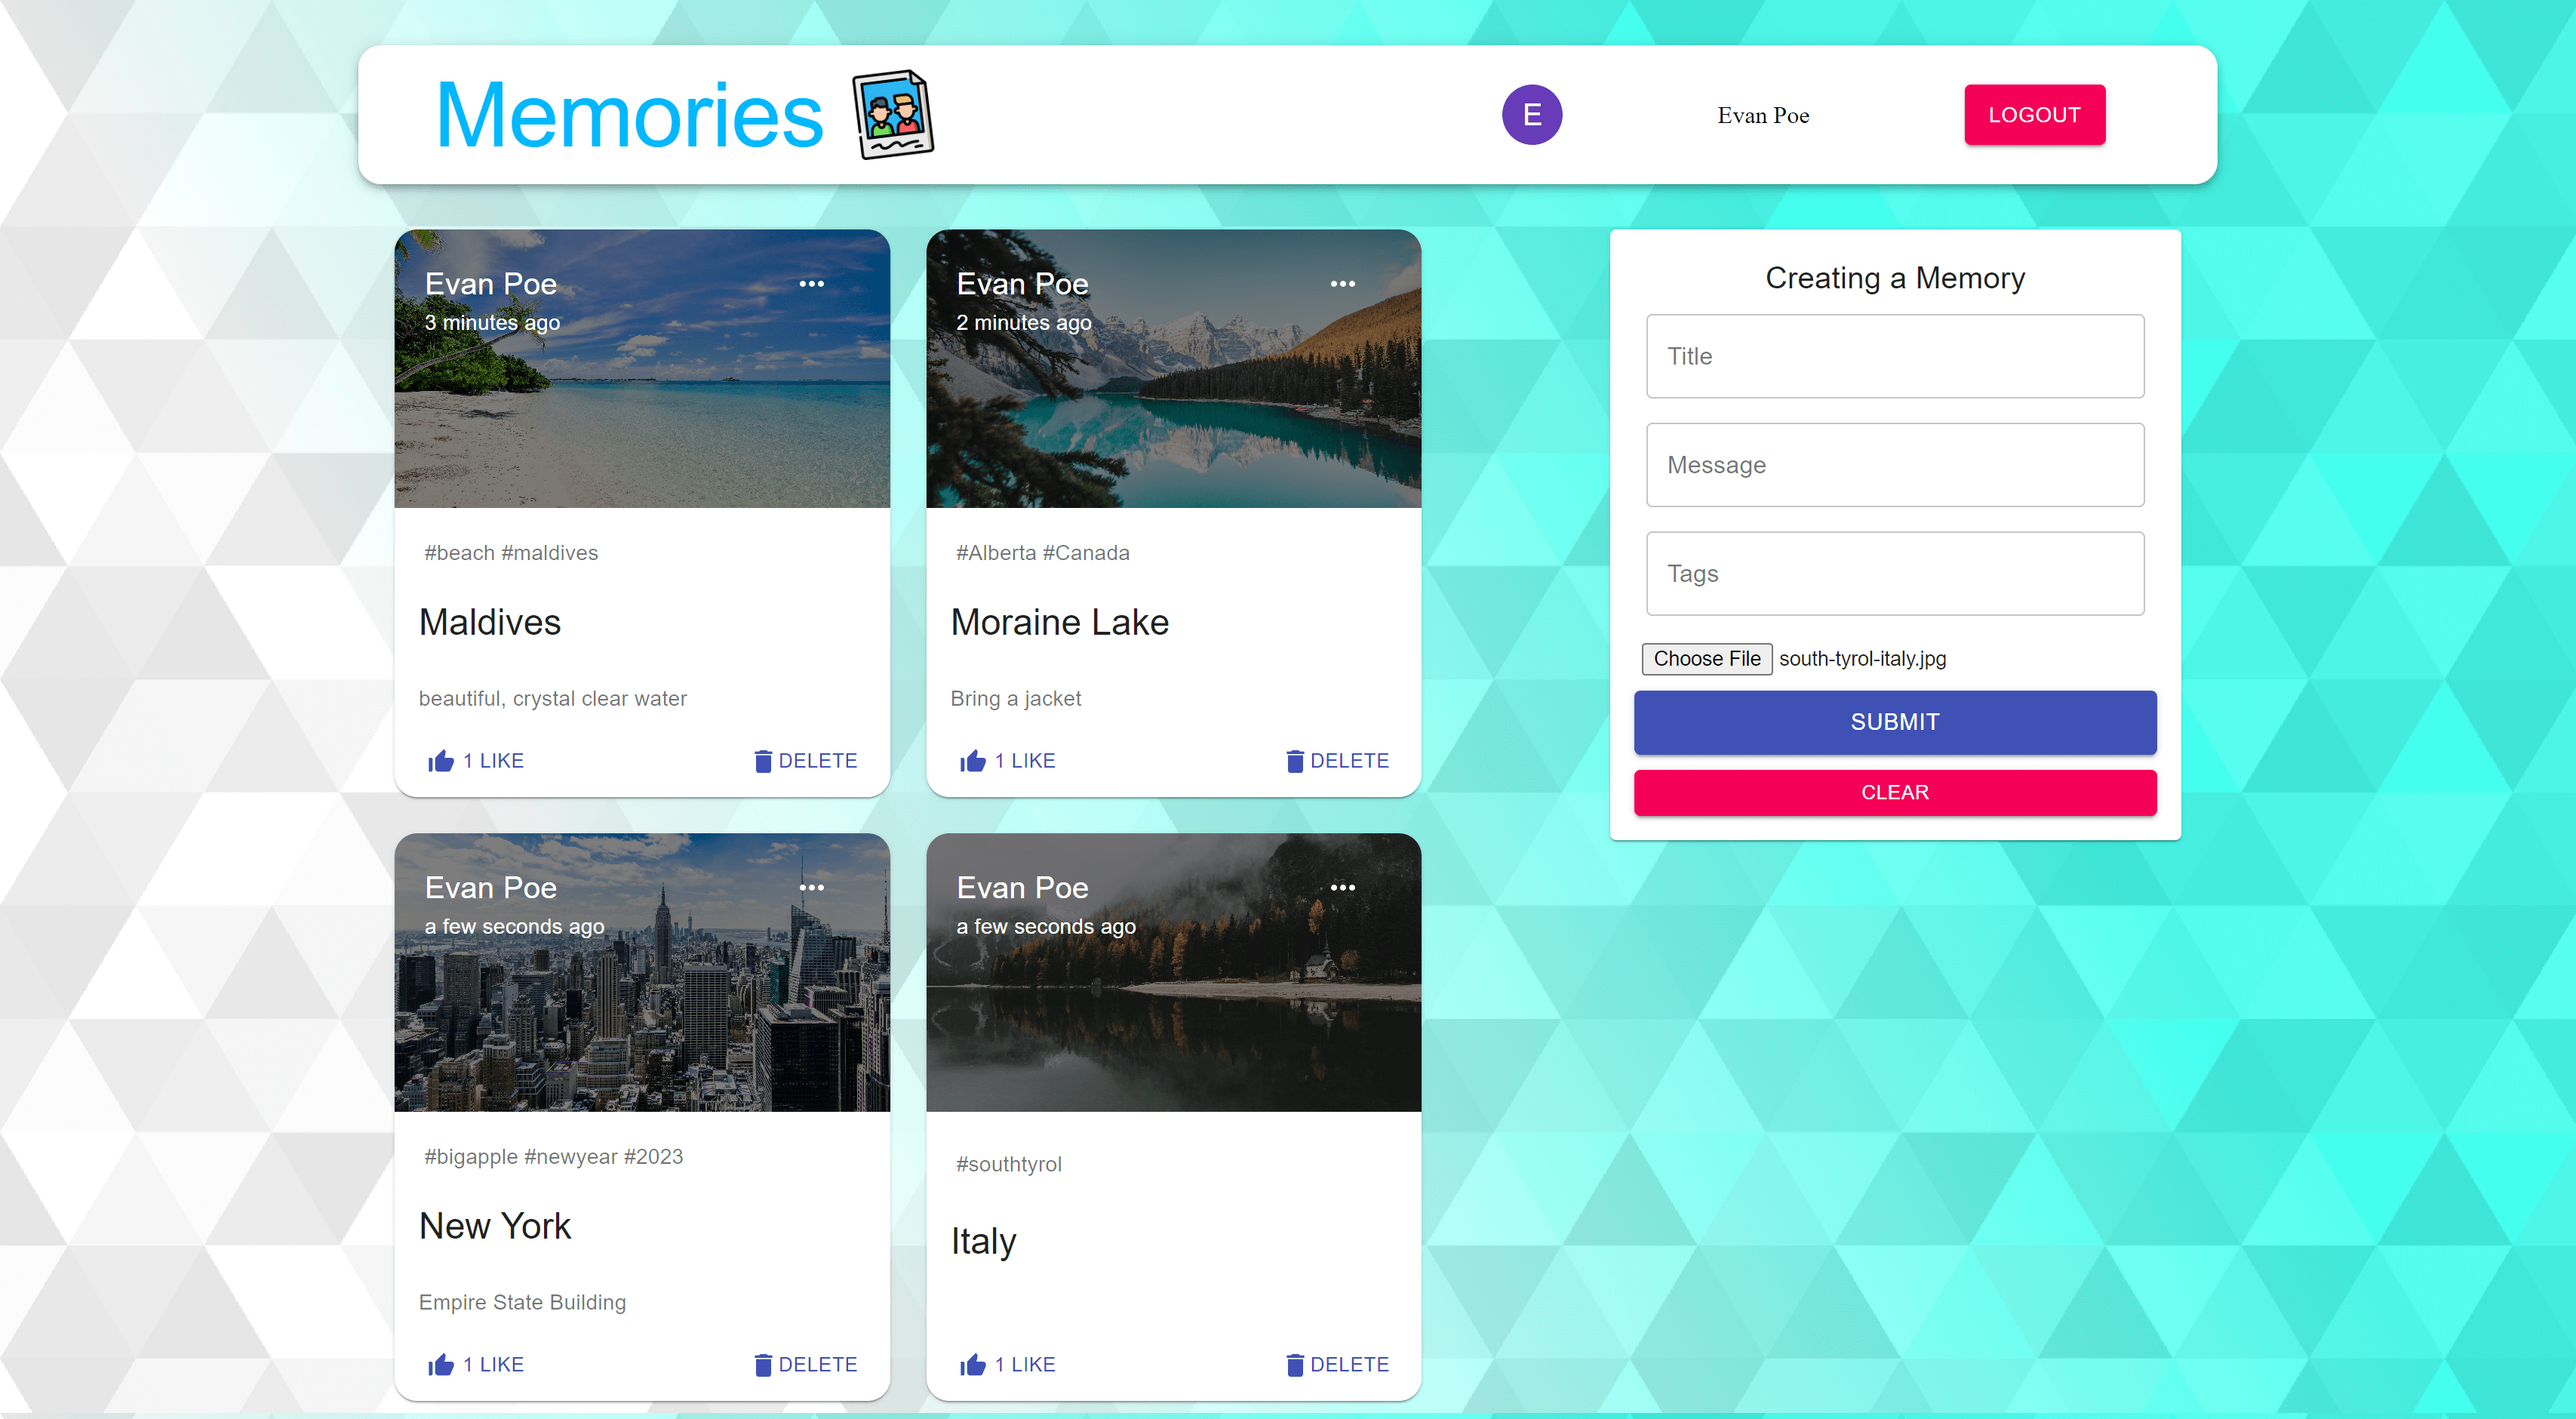 Memories
E
Evan Poe
LOGOUT
Evan Poe
3 minutes ago
#beach #maldives
Maldives
beautiful, crystal clear water
1 LIKE
DELETE
Evan Poe
2 minutes ago
#Alberta #Canada
Moraine Lake
Bring a jacket
1 LIKE
DELETE
Evan Poe
a few seconds ago
#bigapple #newyear #2023
New York
Empire State Building
1 LIKE
DELETE
Evan Poe
a few seconds ago
#southtyrol
Italy
1 LIKE
DELETE
Creating a Memory
Title
Message
Tags
Choose File south-tyrol-italy.jpg
SUBMIT
CLEAR